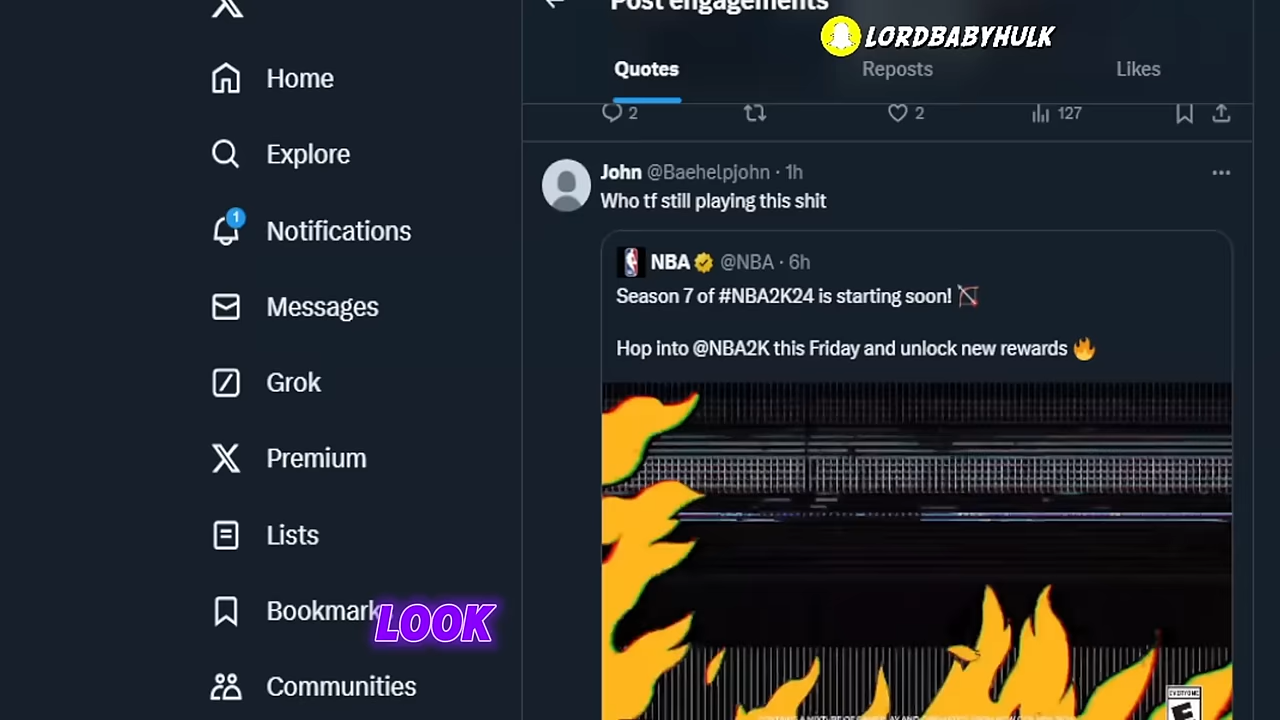 Post engagements
LORDBABYHULK
Home
Explore
1
Notifications
Messages
Grok
Premium
Lists
Bookmark
LOOK
Communities
Quotes Reposts Likes
2 2 127
John @Baehelpjohn · 1h
Who tf still playing this shit
NBA @NBA · 6h
Season 7 of #NBA2K24 is starting soon!
Hop into @NBA2K this Friday and unlock new rewards
EVERYONE
E